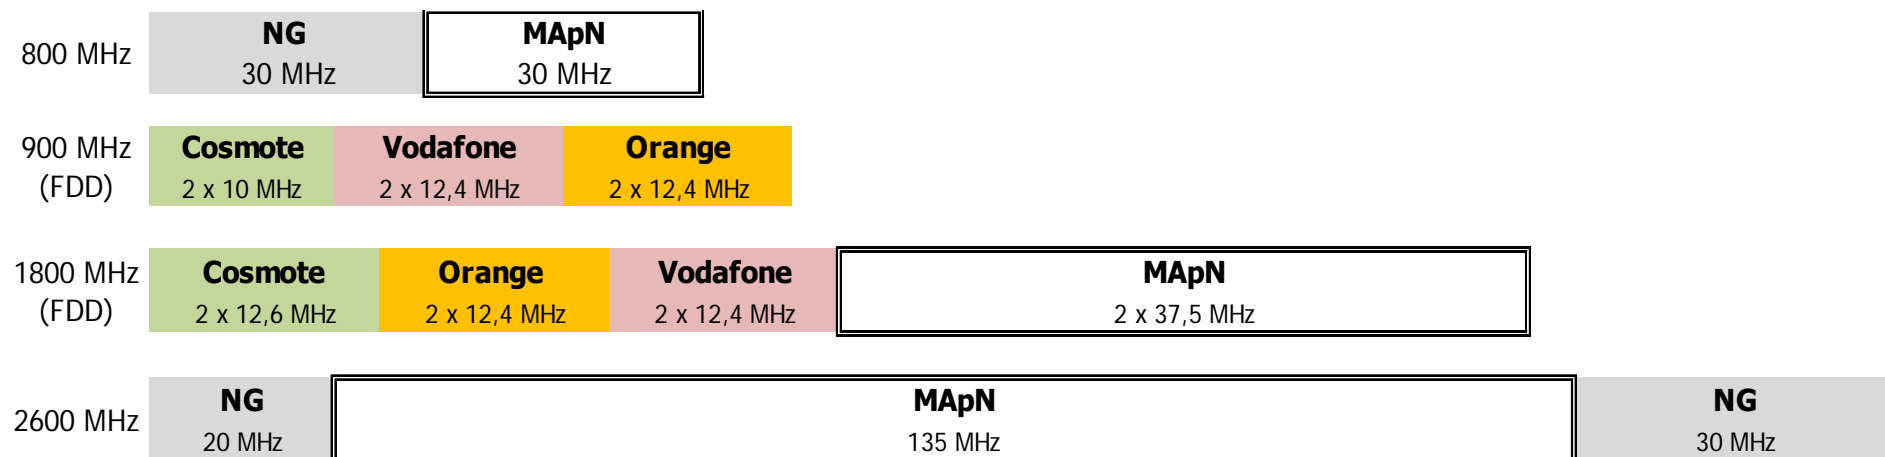 800 MHz
NG
30 MHz
MApN
30 MHz
900 MHz
(FDD)
Cosmote
2 x 10 MHz
Vodafone
2 x 12,4 MHz
Orange
2 x 12,4 MHz
1800 MHz
(FDD)
Cosmote
2 x 12,6 MHz
Orange
2 x 12,4 MHz
Vodafone
2 x 12,4 MHz
MApN
2 x 37,5 MHz
2600 MHz
NG
20 MHz
MApN
135 MHz
NG
30 MHz